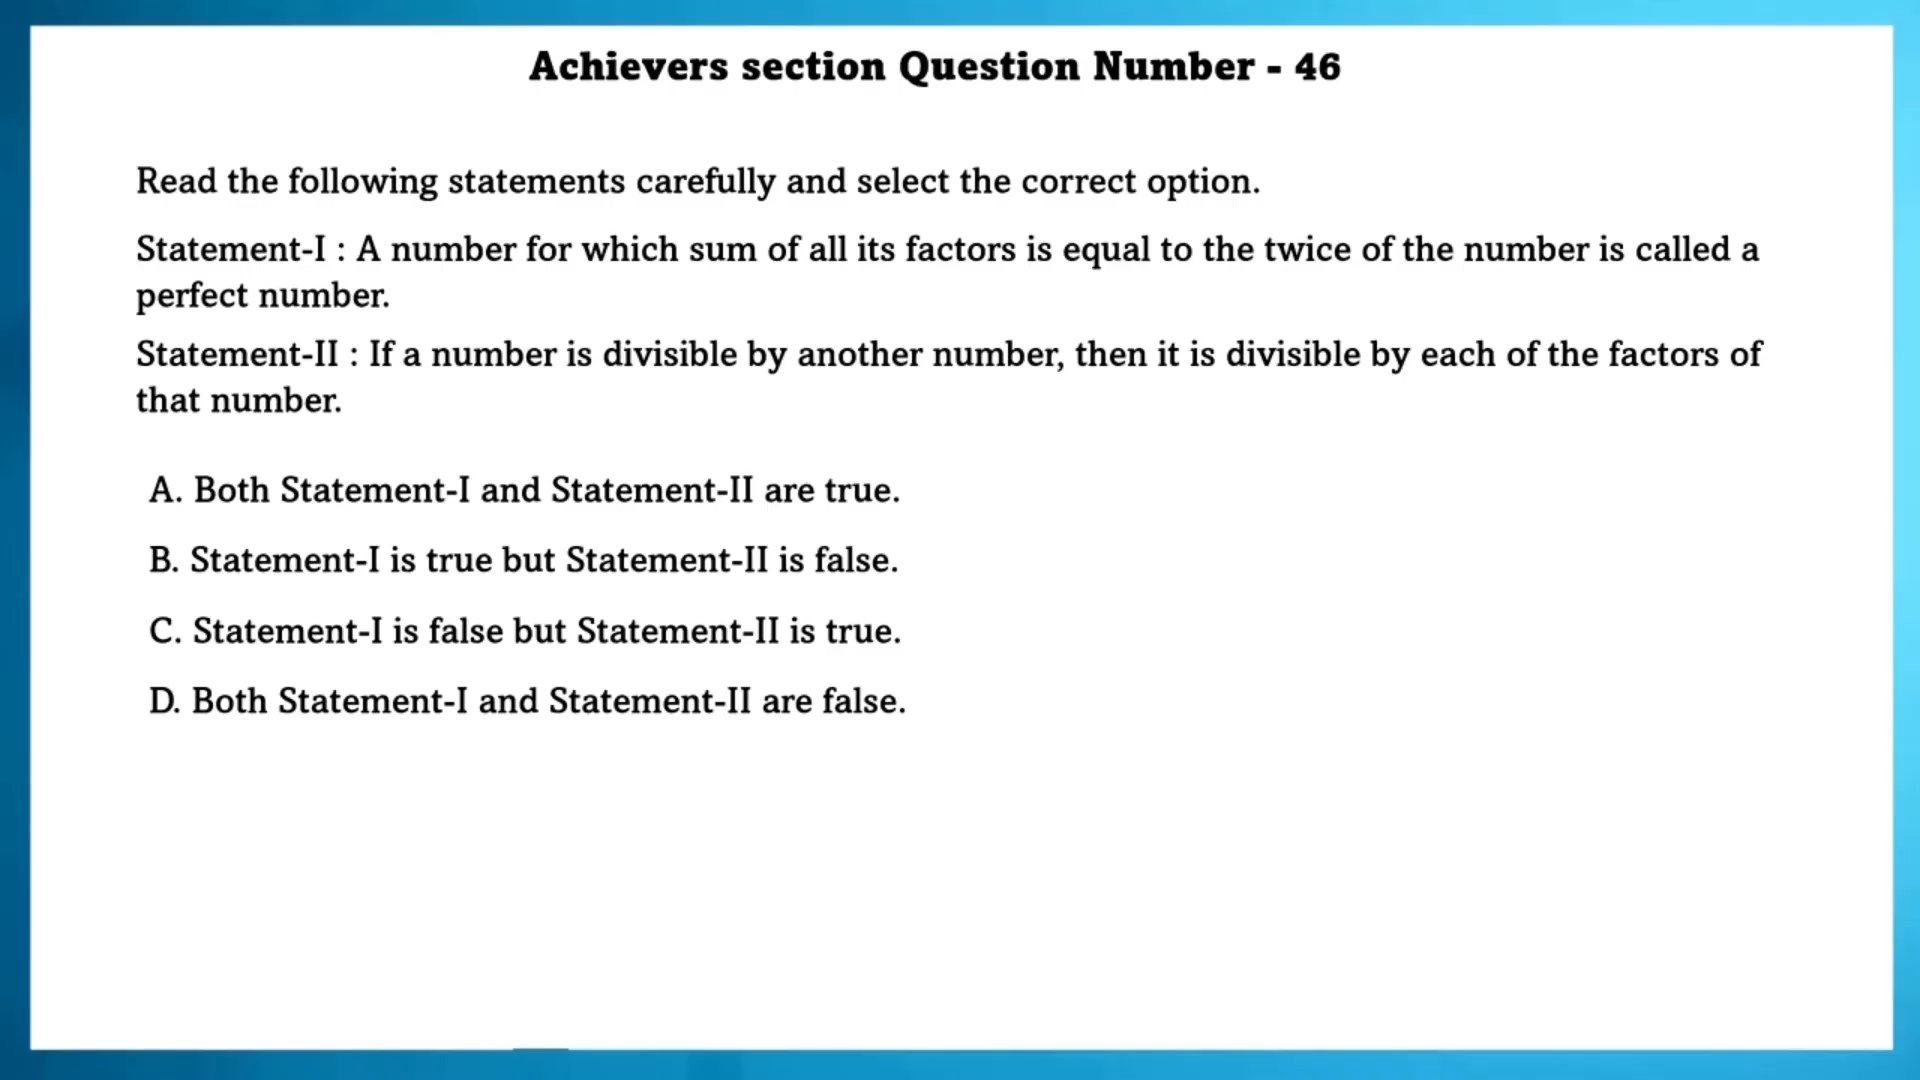 Achievers section Question Number - 46
Read the following statements carefully and select the correct option.
Statement-I : A number for which sum of all its factors is equal to the twice of the number is called a
perfect number.
Statement-II : If a number is divisible by another number, then it is divisible by each of the factors of
that number.
A. Both Statement-I and Statement-II are true.
B. Statement-I is true but Statement-II is false.
C. Statement-I is false but Statement-II is true.
D. Both Statement-I and Statement-II are false.